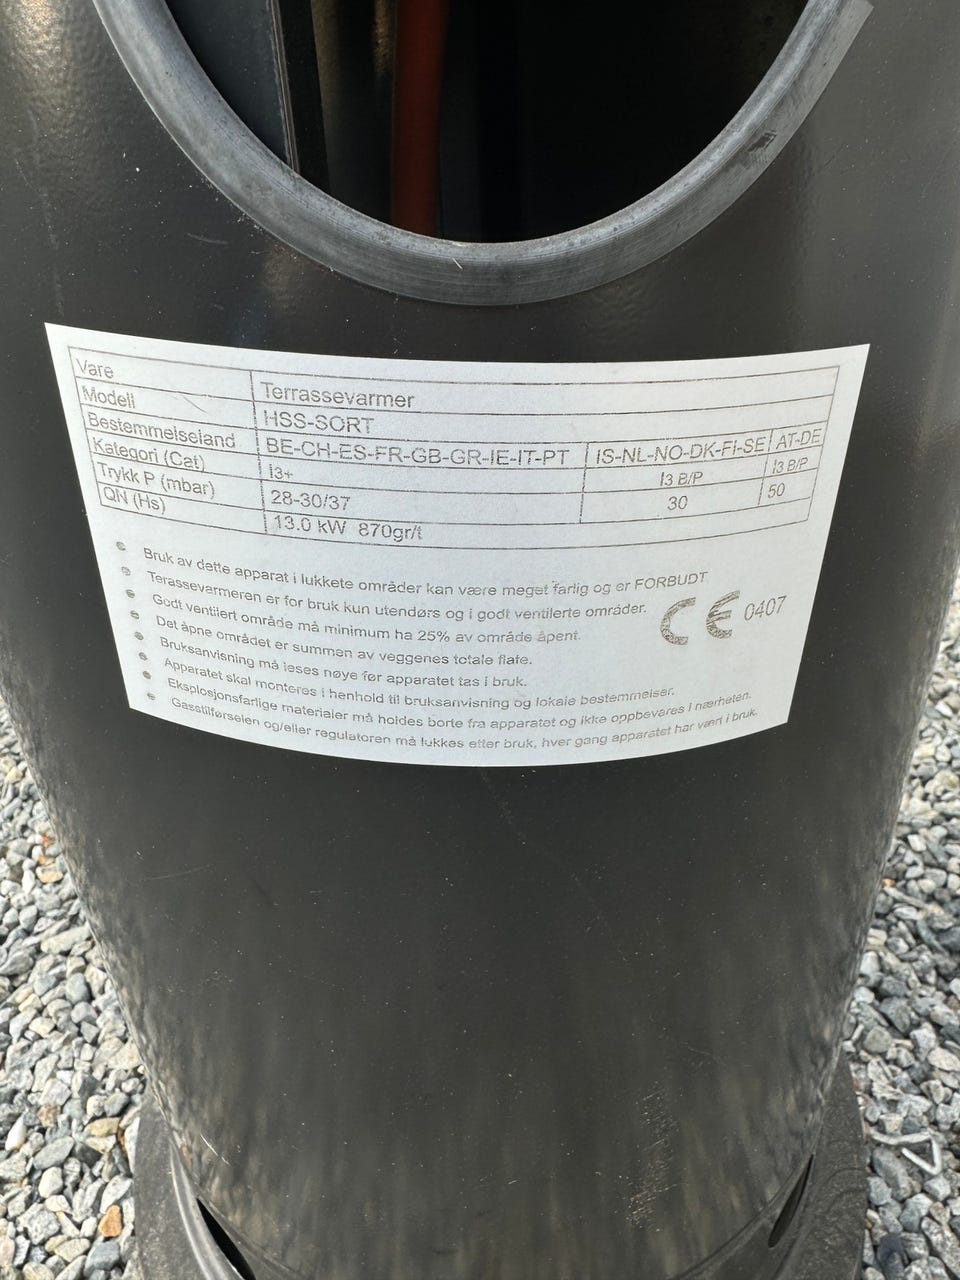 Vare Terrassevarmer
Modell HSS-SORT
Bestemmelseland BE-CH-ES-FR-GB-GR-IE-IT-PT IS-NL-NO-DK-FI-SE AT-DE
Kategori (Cat) I3+ I3 B/P I3 B/P
Trykk P (mbar) 28-30/37 30 50
QN (Hs) 13.0 kW 870gr/t
• Bruk av dette apparat i lukkete områder kan være meget farlig og er FORBUDT
• Terassevarmeren er for bruk kun utendørs og i godt ventilerte områder.
• Godt ventilert område må minimum ha 25% av område åpent.
• Det åpne området er summen av veggenes totale flate.
• Bruksanvisning må leses nøye før apparatet tas i bruk.
• Apparatet skal monteres i henhold til bruksanvisning og lokale bestemmelser.
• Eksplosjonsfarlige materialer må holdes borte fra apparatet og ikke oppbevares i nærheten.
• Gasstilførselen og/eller regulatoren må lukkes etter bruk, hver gang apparatet har vært i bruk.
CE 0407